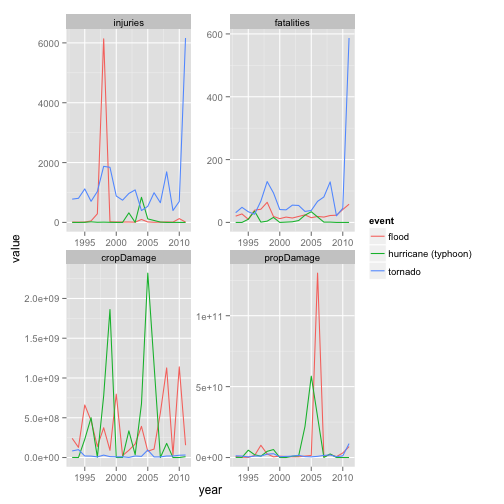 injuries
fatalities
6000
4000
2000
0
600
400
200
0
1995 2000 2005 2010
1995 2000 2005 2010
cropDamage
propDamage
2.0e+09
1.5e+09
1.0e+09
5.0e+08
0.0e+00
1e+11
5e+10
0e+00
1995 2000 2005 2010
1995 2000 2005 2010
value
year
event
flood
hurricane (typhoon)
tornado